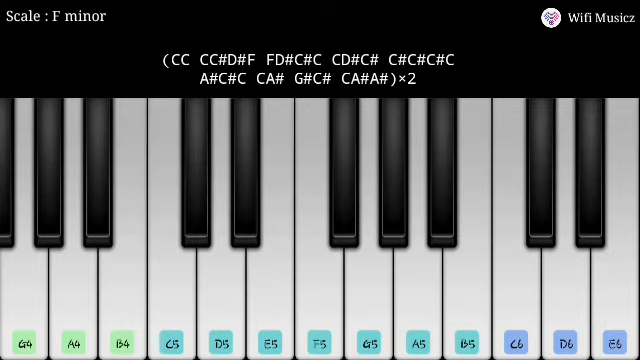 Scale : F minor
Wifi Musicz
(CC CC#D#F FD#C#C CD#C# C#C#C#C
A#C#C CA# G#C# CA#A#)×2
G4 A4 B4 C5 D5 E5 F5 G5 A5 B5 C6 D6 E6